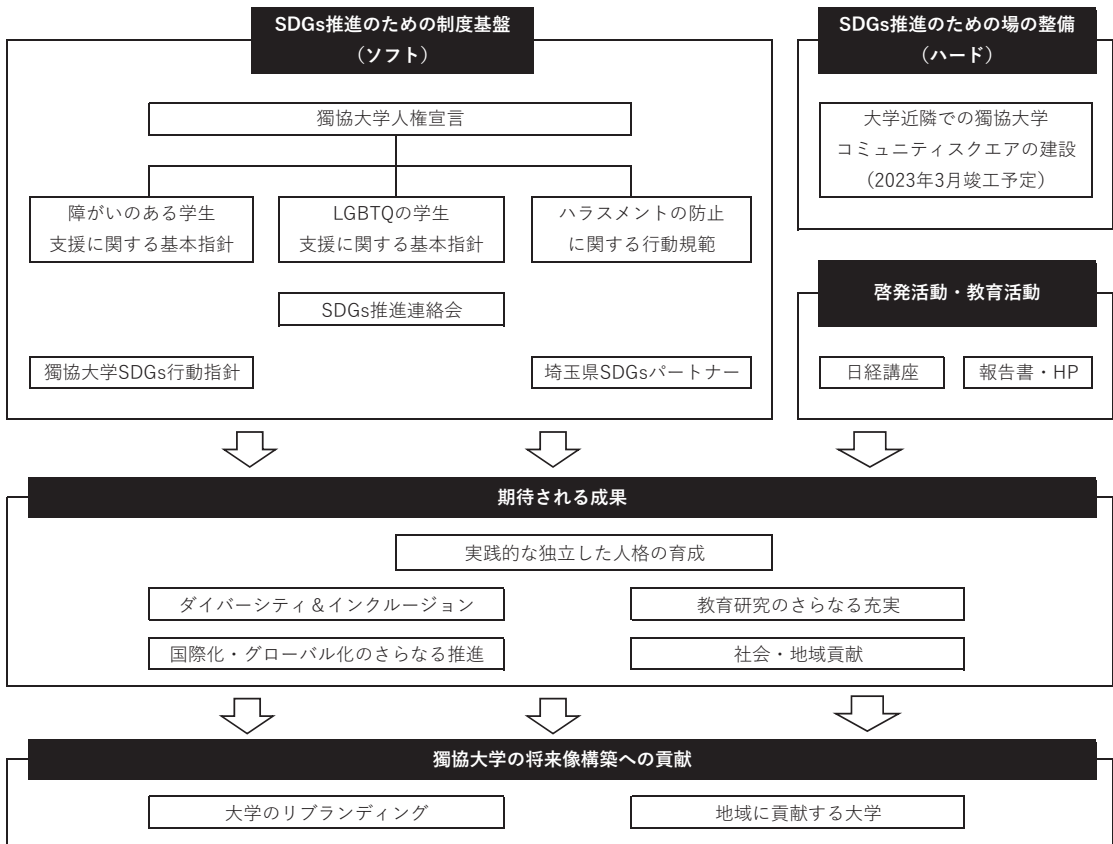 SDGs推進のための制度基盤
（ソフト）
獨協大学人権宣言
障がいのある学生
支援に関する基本指針
LGBTQの学生
支援に関する基本指針
ハラスメントの防止
に関する行動規範
SDGs推進連絡会
獨協大学SDGs行動指針
埼玉県SDGsパートナー
SDGs推進のための場の整備
（ハード）
大学近隣での獨協大学
コミュニティスクエアの建設
（2023年3月竣工予定）
啓発活動・教育活動
日経講座
報告書・HP
期待される成果
実践的な独立した人格の育成
ダイバーシティ＆インクルージョン
教育研究のさらなる充実
国際化・グローバル化のさらなる推進
社会・地域貢献
獨協大学の将来像構築への貢献
大学のリブランディング
地域に貢献する大学